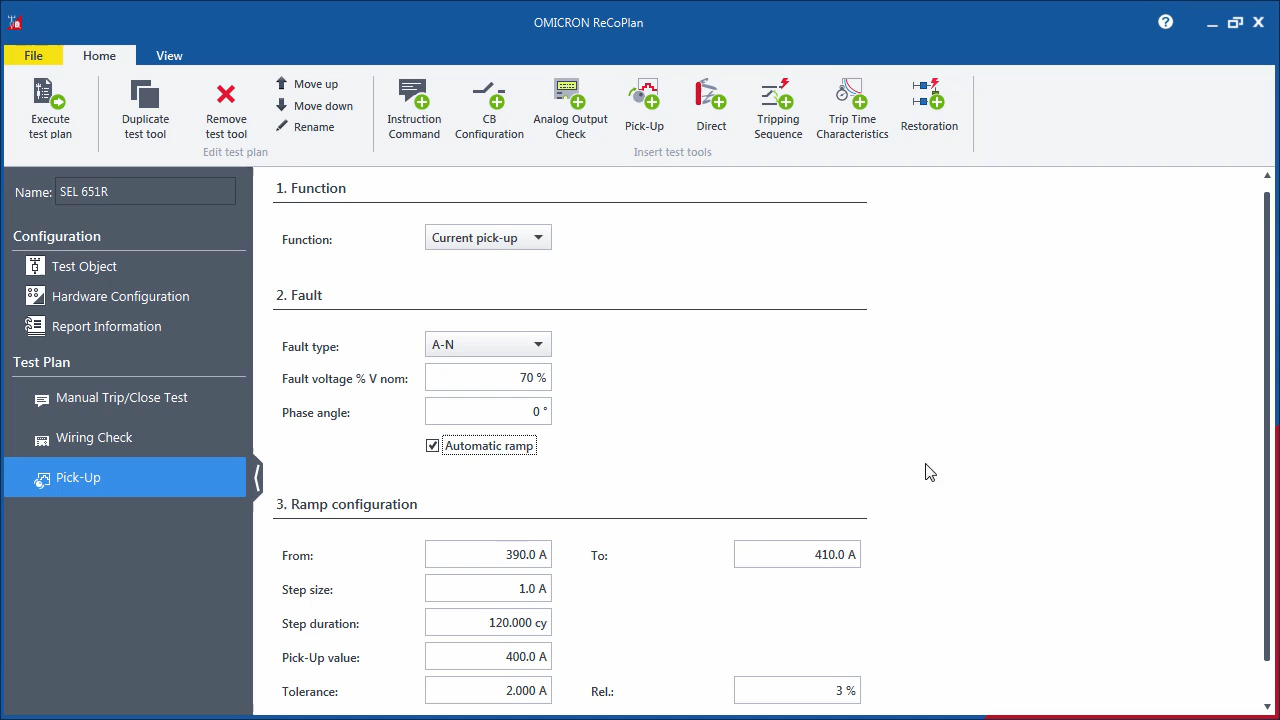 OMICRON ReCoPlan
File Home View
Execute test plan
Duplicate test tool
Remove test tool
Move up
Move down
Rename
Edit test plan
Instruction Command
CB Configuration
Analog Output Check
Pick-Up
Direct
Tripping Sequence
Trip Time Characteristics
Restoration
Insert test tools
Name: SEL 651R
Configuration
Test Object
Hardware Configuration
Report Information
Test Plan
Manual Trip/Close Test
Wiring Check
Pick-Up
1. Function
Function: Current pick-up
2. Fault
Fault type: A-N
Fault voltage % V nom: 70 %
Phase angle: 0 °
Automatic ramp
3. Ramp configuration
From: 390.0 A To: 410.0 A
Step size: 1.0 A
Step duration: 120.000 cy
Pick-Up value: 400.0 A
Tolerance: 2.000 A Rel.: 3 %